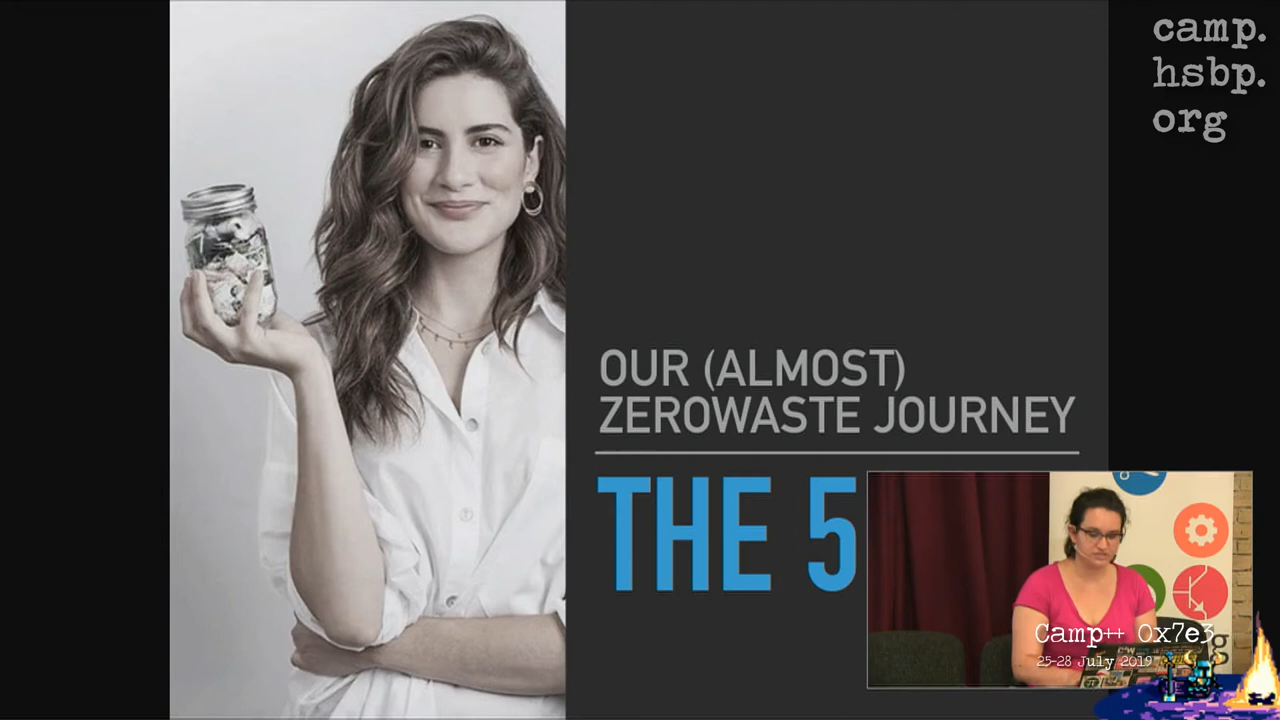 camp.
hsbp.
org
OUR (ALMOST)
ZEROWASTE JOURNEY
THE 5
Camp++ 0x7e3
25-28 July 2019
g